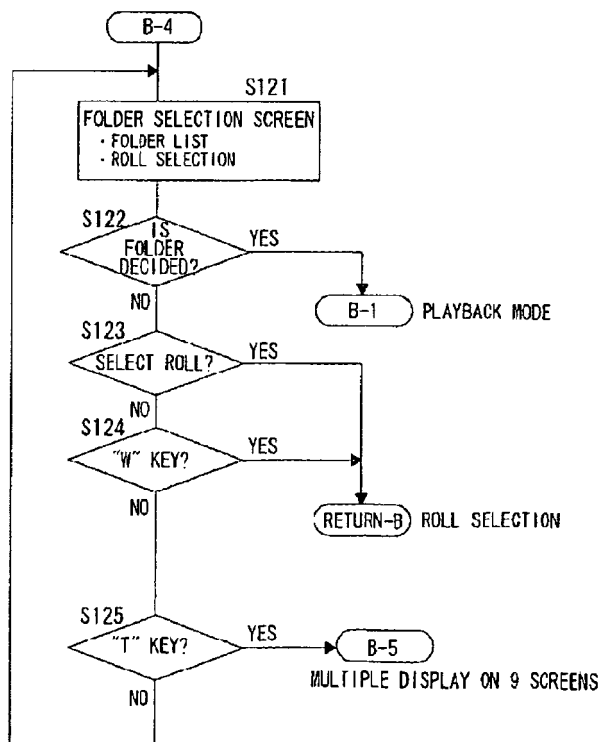 B-4
S121
FOLDER SELECTION SCREEN
· FOLDER LIST
· ROLL SELECTION
S122
IS
FOLDER
DECIDED?
YES
NO
B-1 PLAYBACK MODE
S123
SELECT ROLL?
YES
NO
S124
"W" KEY?
YES
NO
RETURN-B ROLL SELECTION
S125
"T" KEY?
YES
NO
B-5
MULTIPLE DISPLAY ON 9 SCREENS